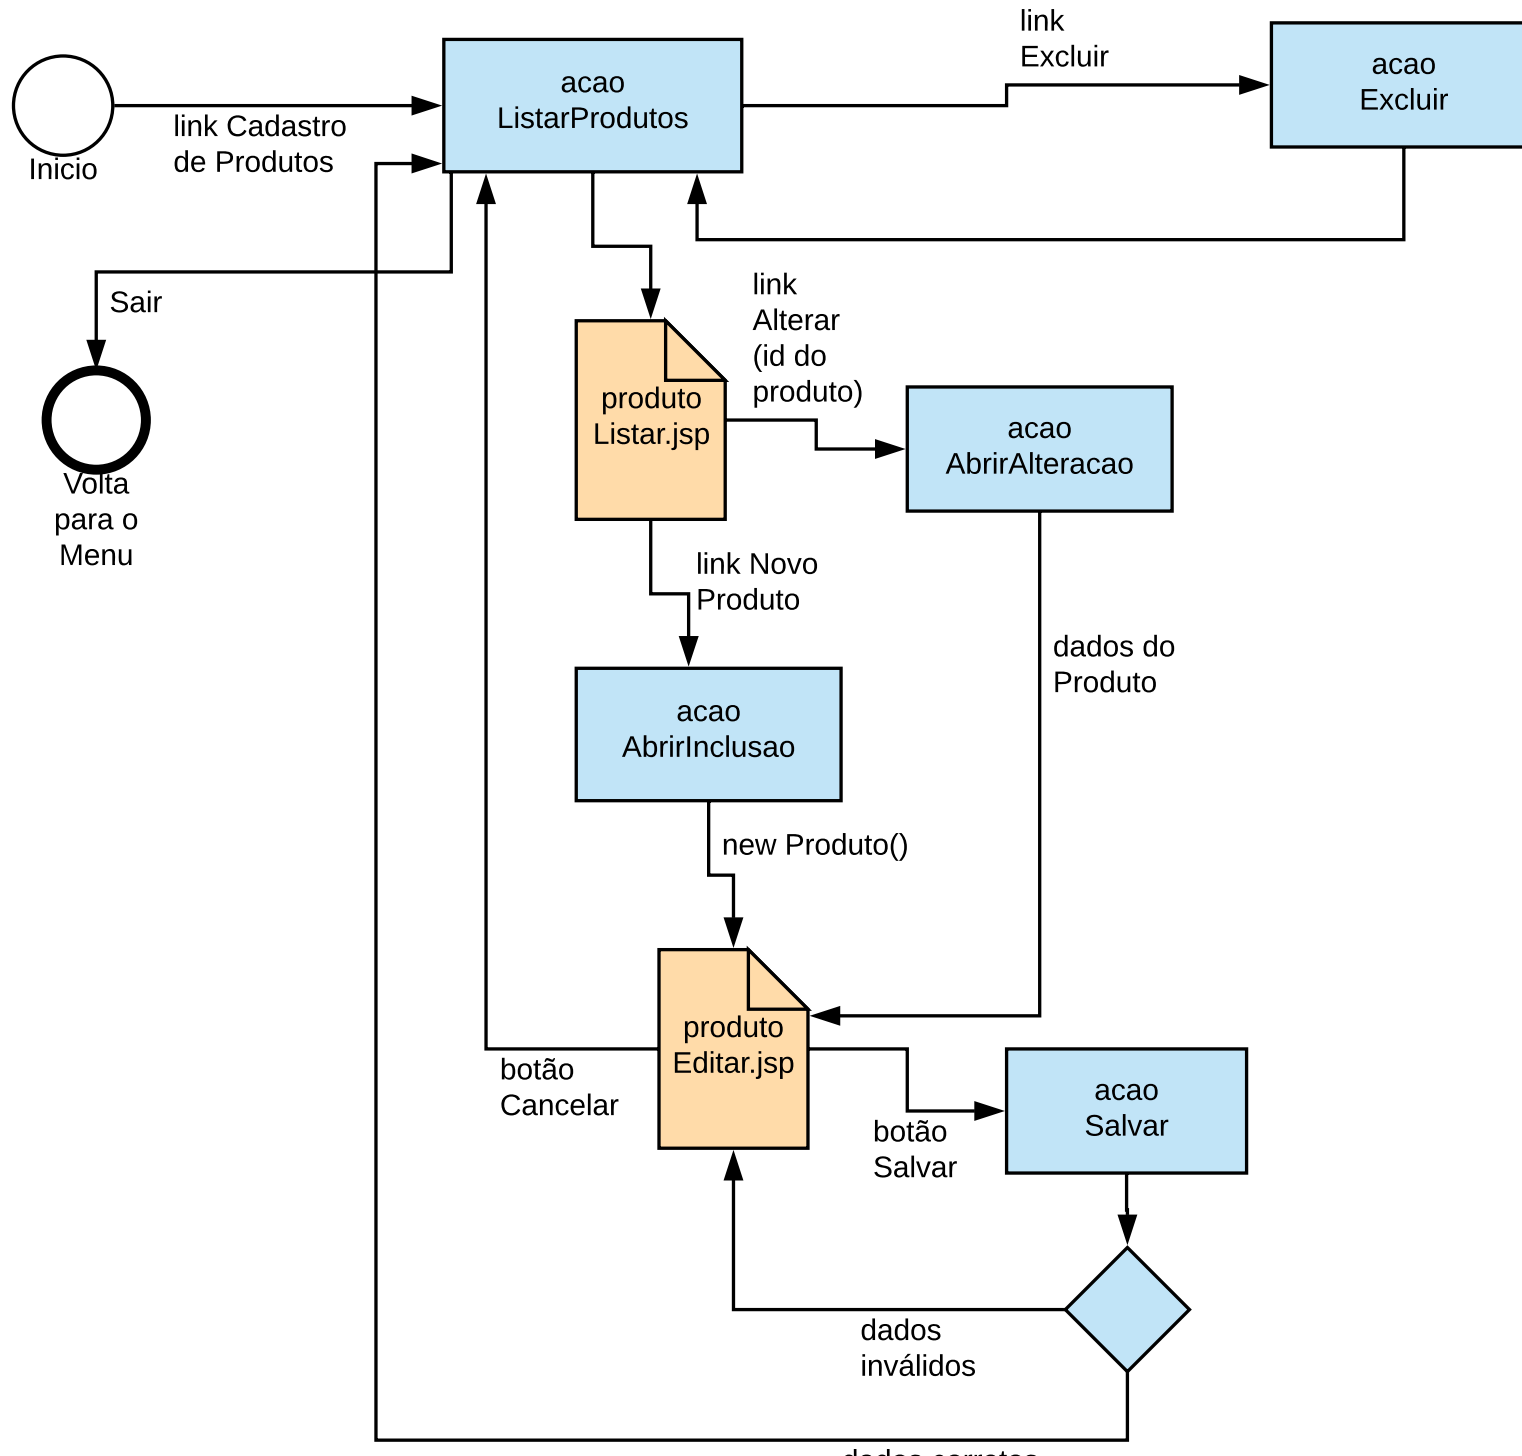 link
Excluir
acao
Excluir
acao
ListarProdutos
link Cadastro
de Produtos
Inicio
Sair
link
Alterar
(id do
produto)
produto
Listar.jsp
acao
AbrirAlteracao
Volta
para o
Menu
link Novo
Produto
dados do
Produto
acao
AbrirInclusao
new Produto()
produto
Editar.jsp
botão
Cancelar
acao
Salvar
botão
Salvar
dados
inválidos
dados corretos